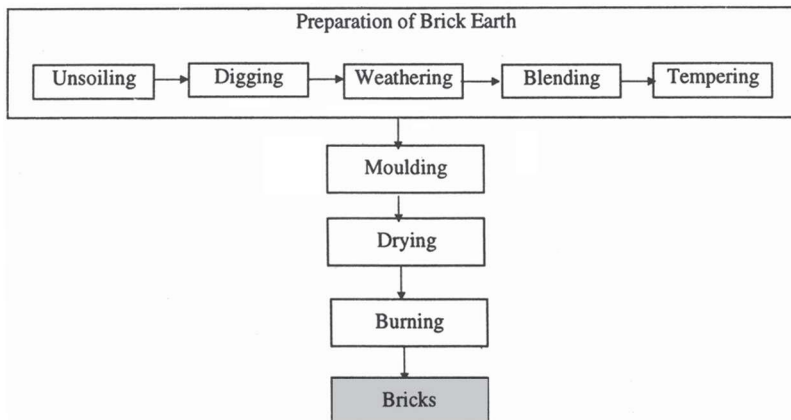 Preparation of Brick Earth
Unsoiling
Digging
Weathering
Blending
Tempering
Moulding
Drying
Burning
Bricks